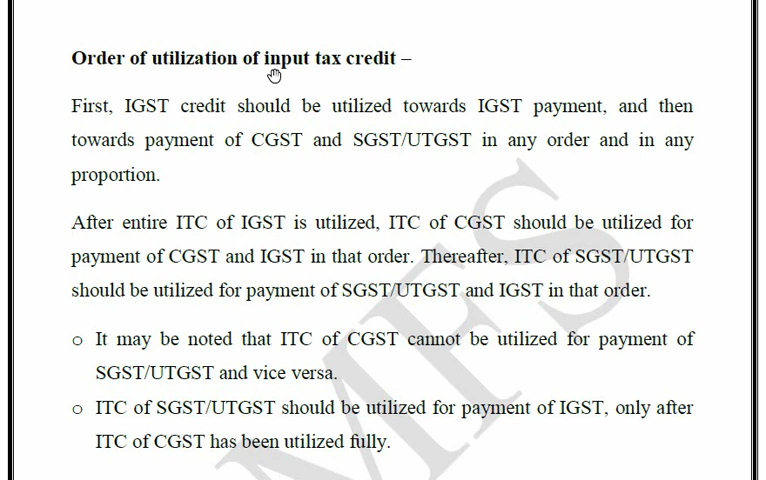 Order of utilization of input tax credit –
First, IGST credit should be utilized towards IGST payment, and then
towards payment of CGST and SGST/UTGST in any order and in any
proportion.
After entire ITC of IGST is utilized, ITC of CGST should be utilized for
payment of CGST and IGST in that order. Thereafter, ITC of SGST/UTGST
should be utilized for payment of SGST/UTGST and IGST in that order.
o It may be noted that ITC of CGST cannot be utilized for payment of
SGST/UTGST and vice versa.
o ITC of SGST/UTGST should be utilized for payment of IGST, only after
ITC of CGST has been utilized fully.
MFS